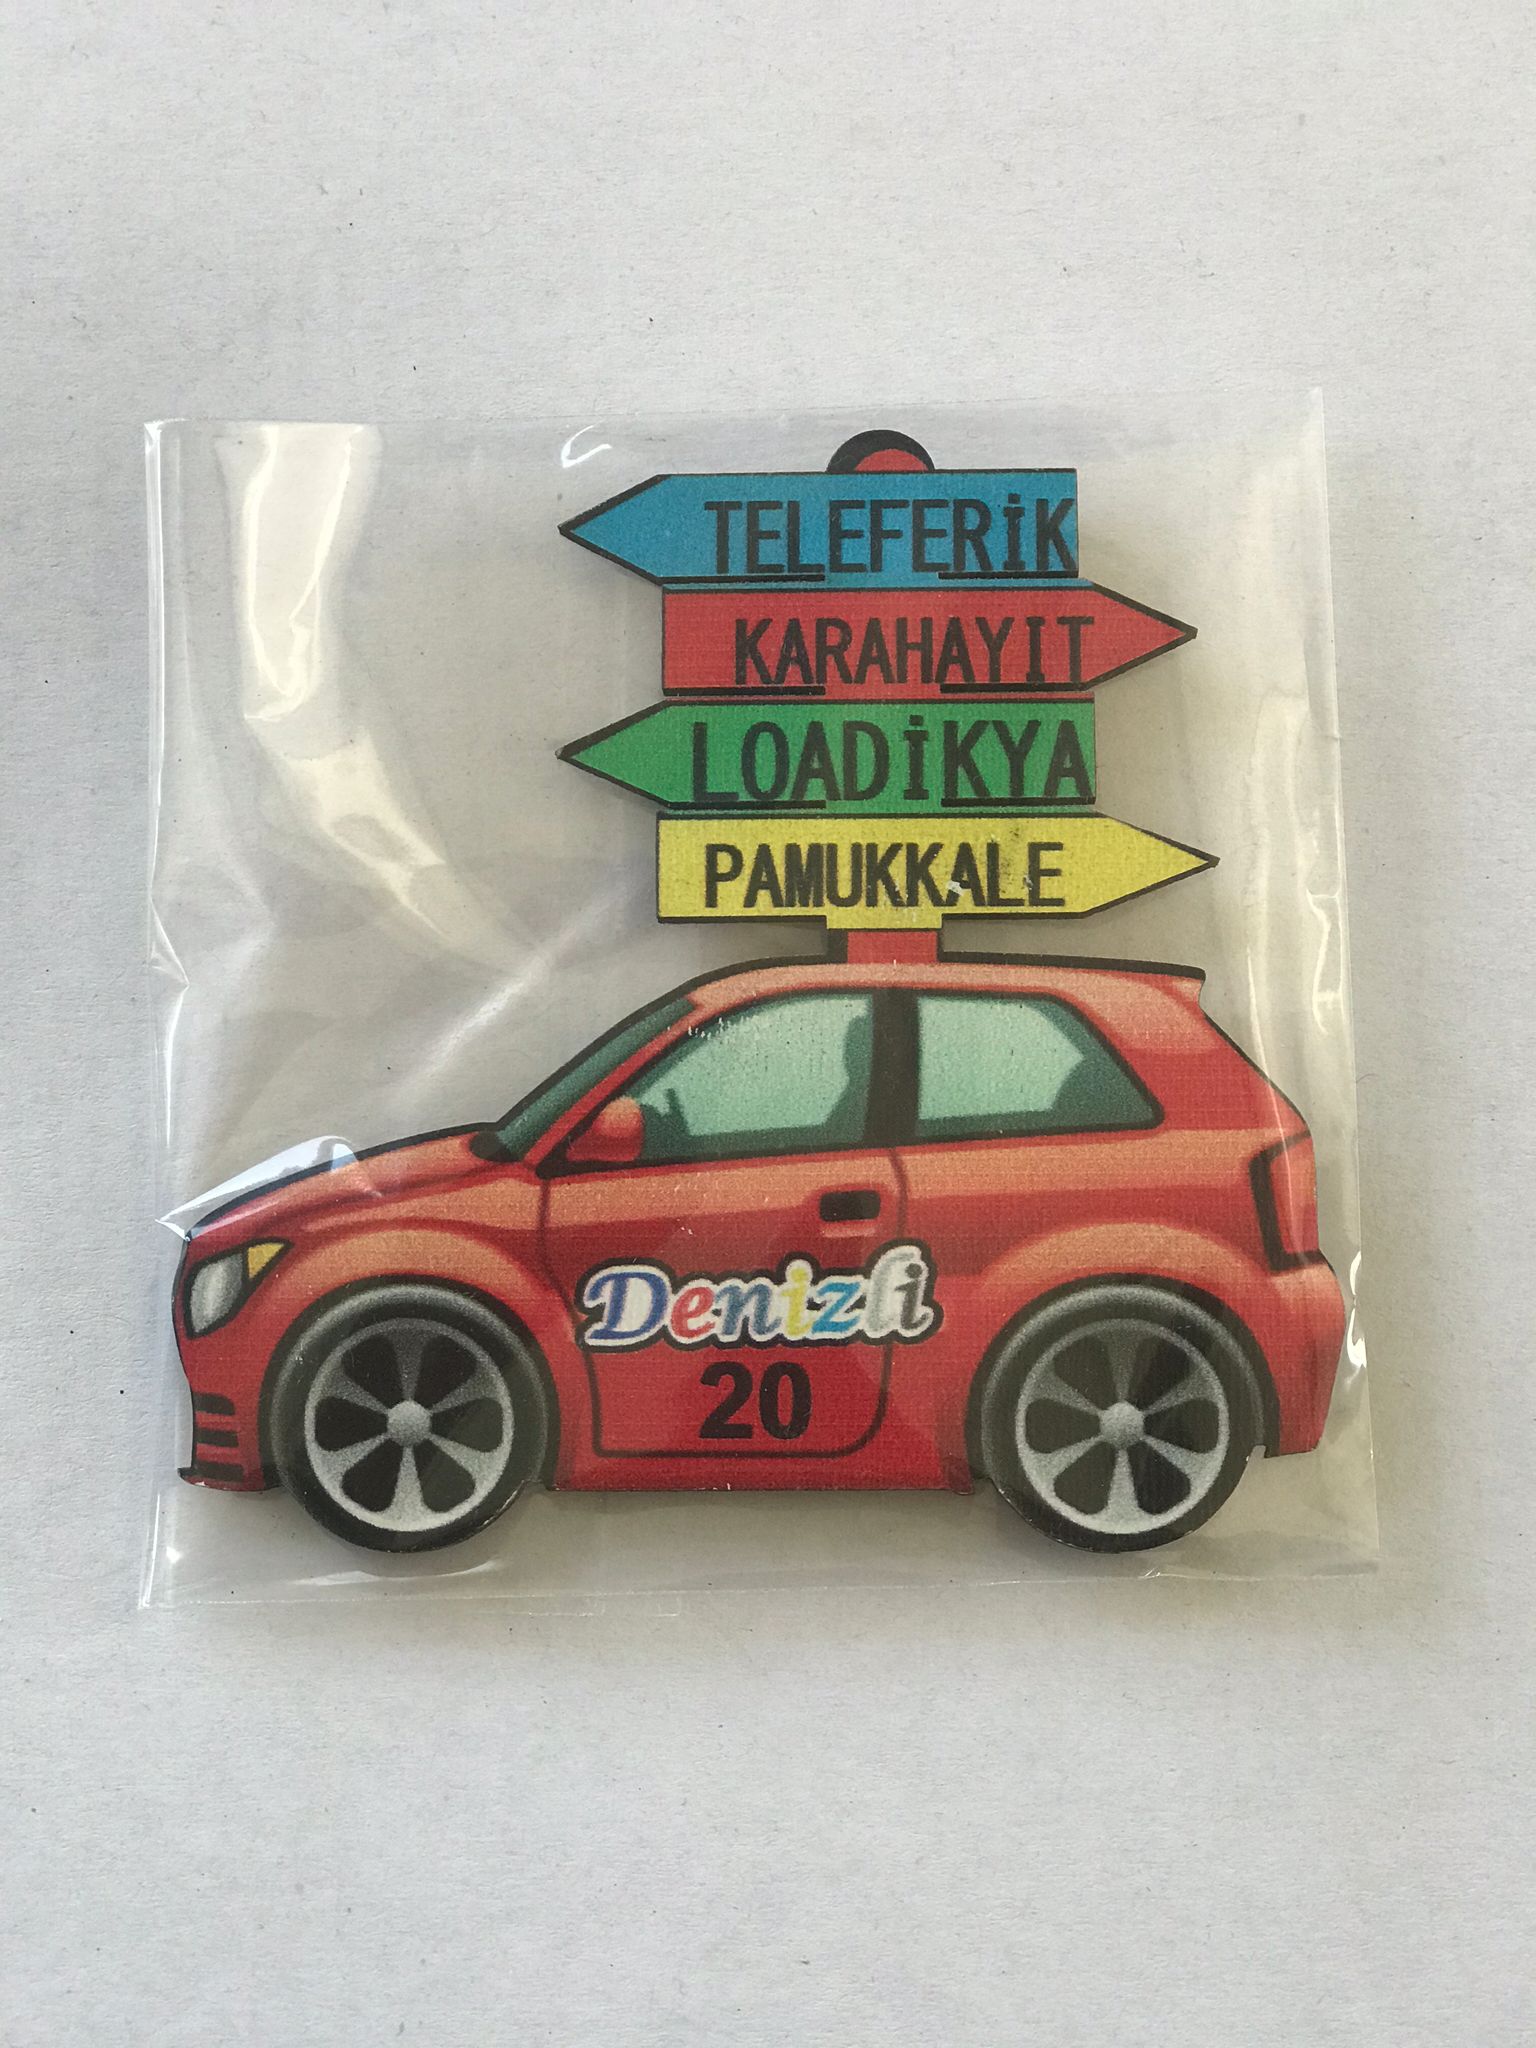 TELEFERİK
KARAHAYIT
LOADİKYA
PAMUKKALE
Denizli
20